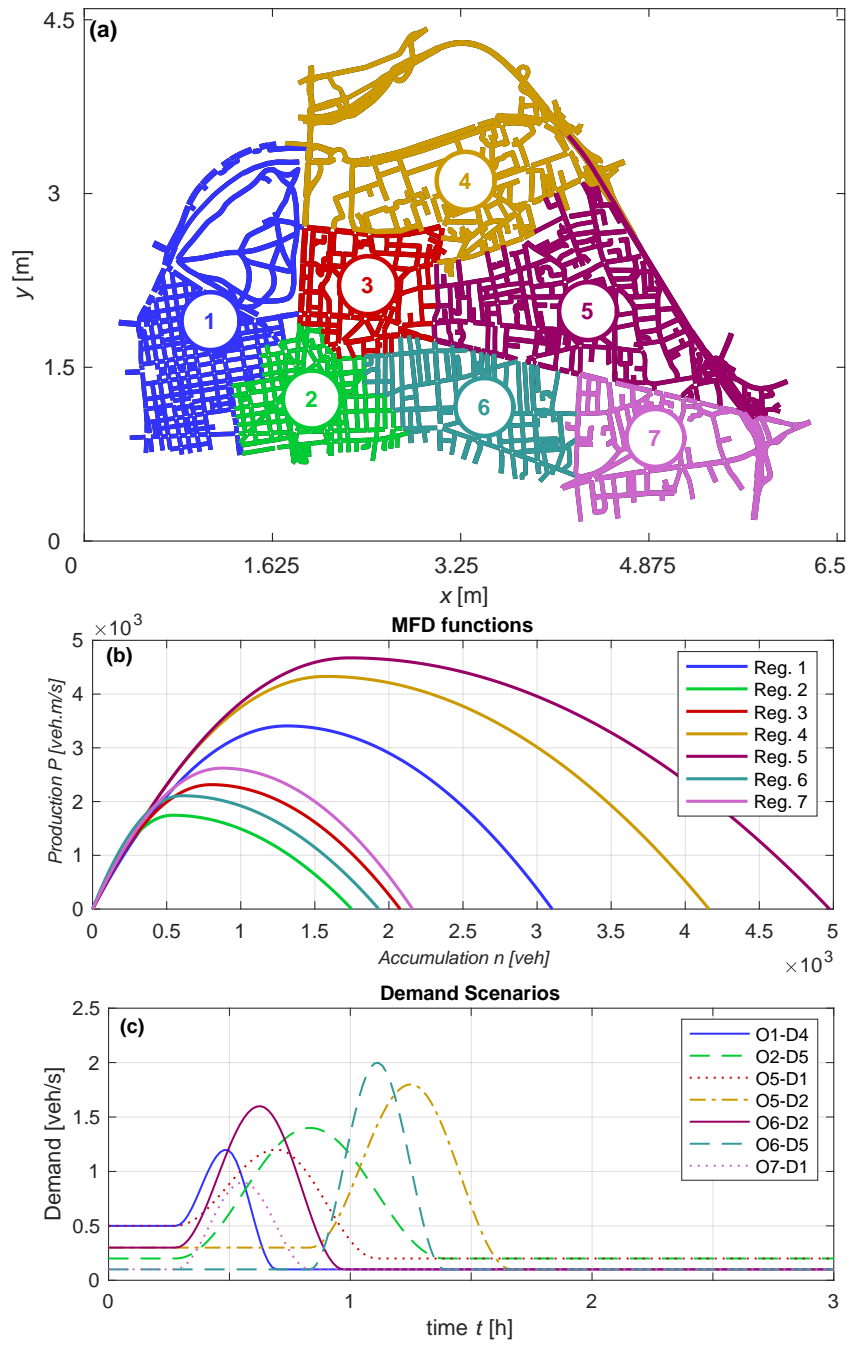 (a)
4.5
3
1.5
0
y [m]
1
2
3
4
5
6
7
0
1.625
3.25
4.875
6.5
x [m]
MFD functions
×10³
(b)
5
4
3
2
1
0
Production P [veh.m/s]
Reg. 1
Reg. 2
Reg. 3
Reg. 4
Reg. 5
Reg. 6
Reg. 7
0
0.5
1
1.5
2
2.5
3
3.5
4
4.5
5
Accumulation n [veh]
×10³
Demand Scenarios
(c)
2.5
2
1.5
1
0.5
0
Demand [veh/s]
O1-D4
O2-D5
O5-D1
O5-D2
O6-D2
O6-D5
O7-D1
0
1
2
3
time t [h]